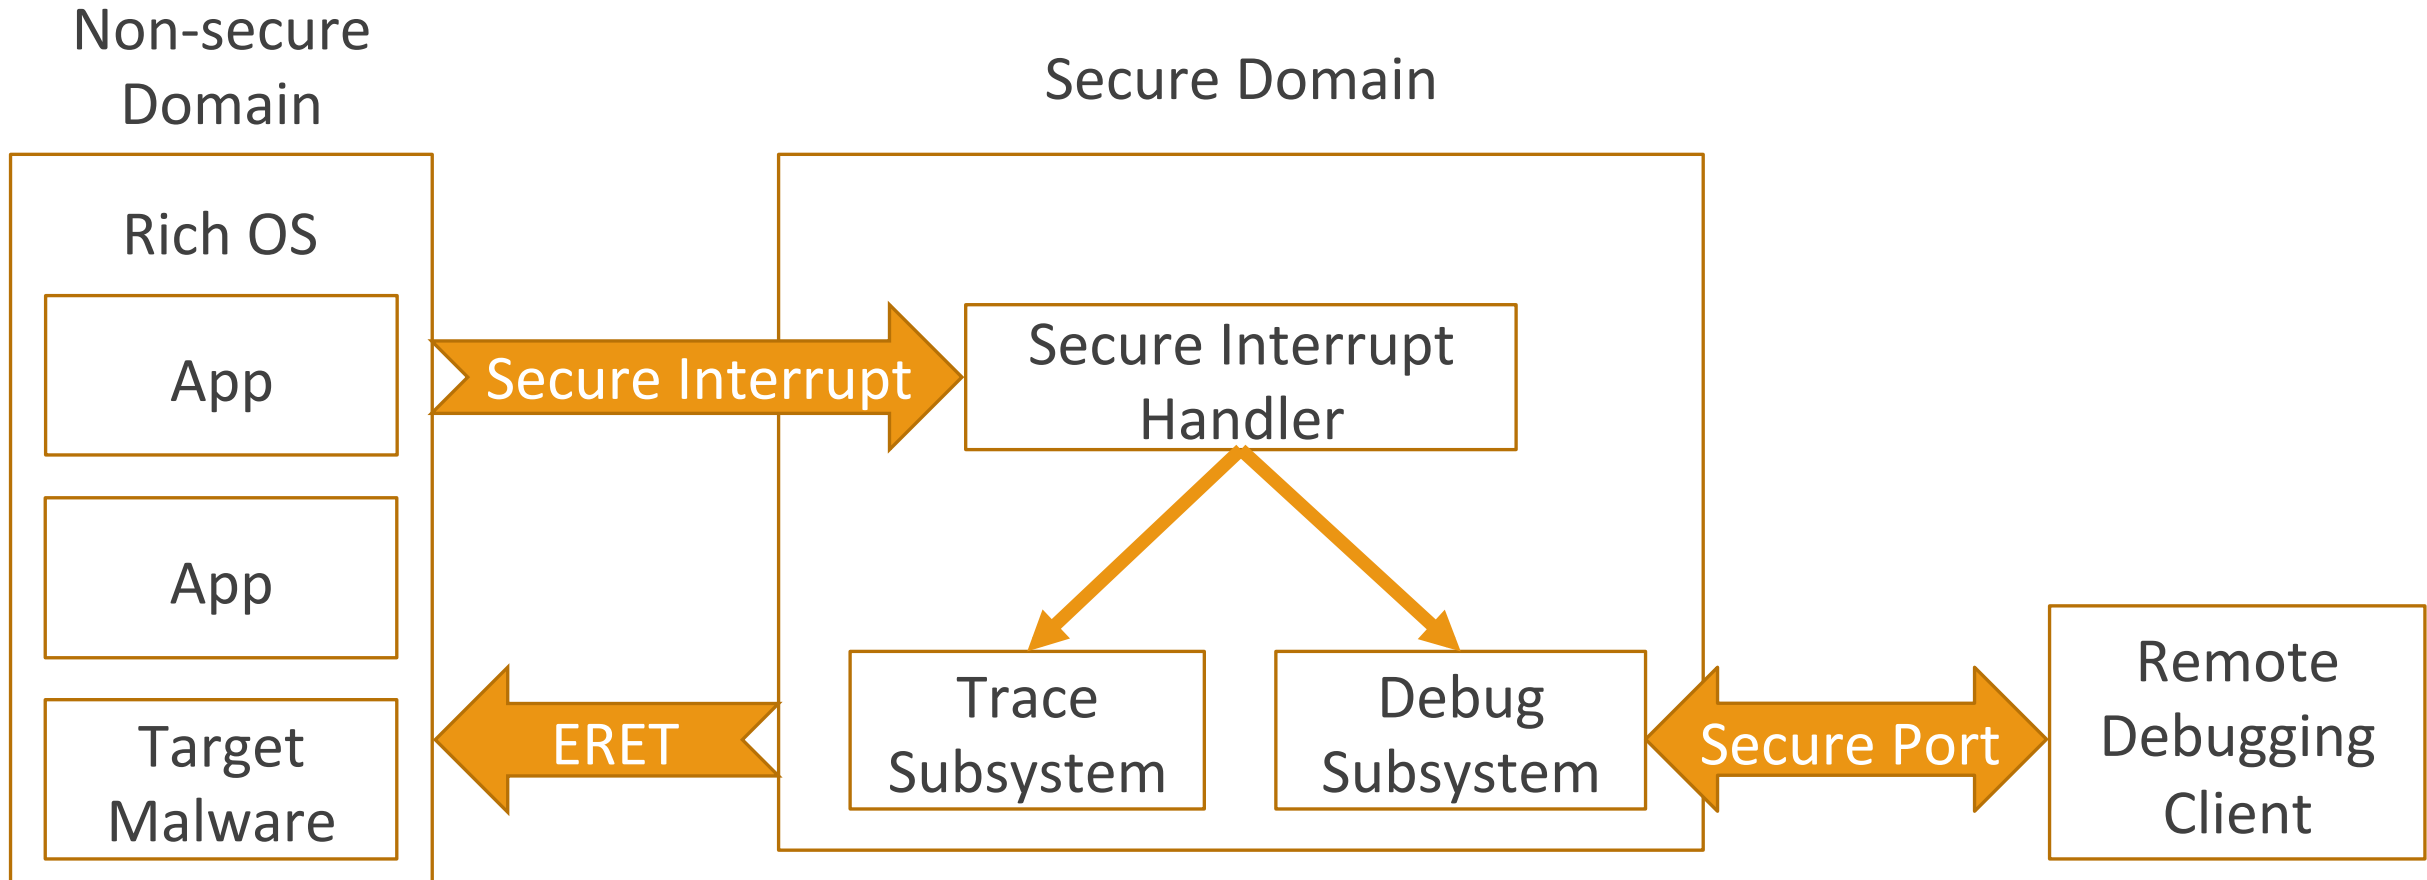 Non-secure
Domain
Secure Domain
Rich OS
App
App
Target
Malware
Secure Interrupt
ERET
Secure Interrupt
Handler
Trace
Subsystem
Debug
Subsystem
Secure Port
Remote
Debugging
Client